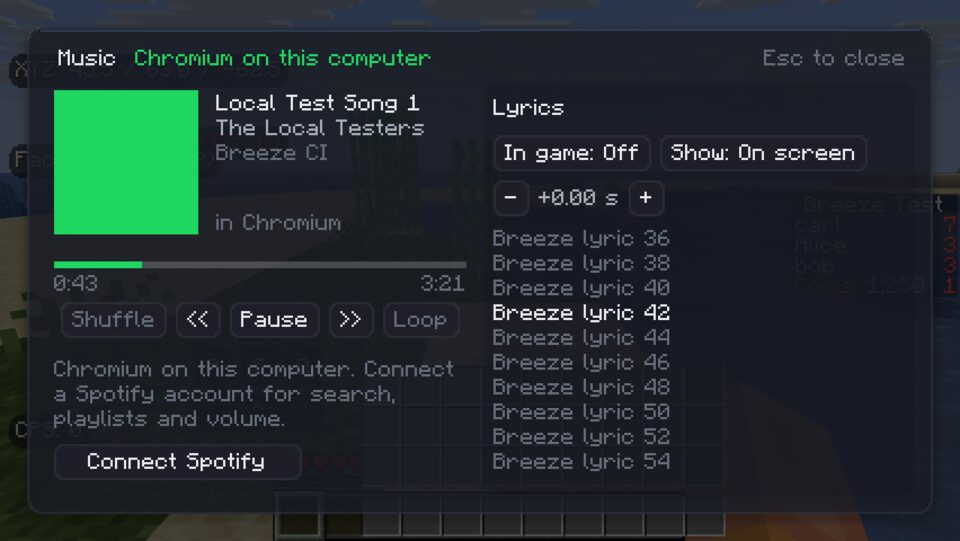 Music Chromium on this computer
Esc to close
Local Test Song 1
The Local Testers
Breeze CI
in Chromium
0:43
3:21
Shuffle
<<
Pause
>>
Loop
Chromium on this computer. Connect
a Spotify account for search,
playlists and volume.
Connect Spotify
Lyrics
In game: Off
Show: On screen
-
+0.00 s
+
Breeze lyric 36
Breeze lyric 38
Breeze lyric 40
Breeze lyric 42
Breeze lyric 44
Breeze lyric 46
Breeze lyric 48
Breeze lyric 50
Breeze lyric 52
Breeze lyric 54
Breeze Test
carl 7
Alice 3
bob 3
Coins: 1,250 1